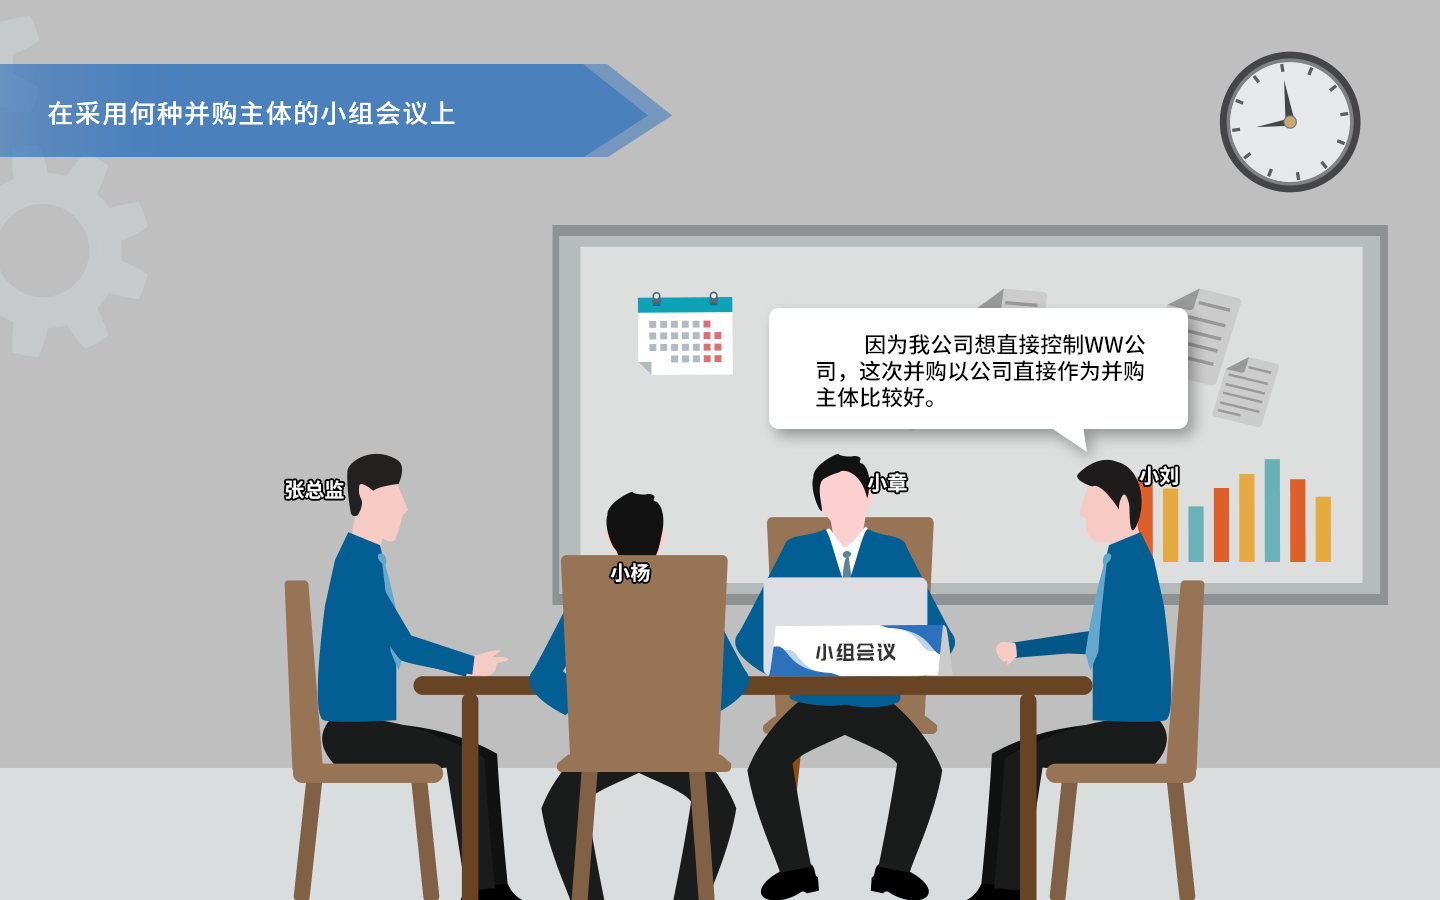 在采用何种并购主体的小组会议上
因为我公司想直接控制WW公
司，这次并购以公司直接作为并购
主体比较好。
张总监
小章
小刘
小杨
小组会议